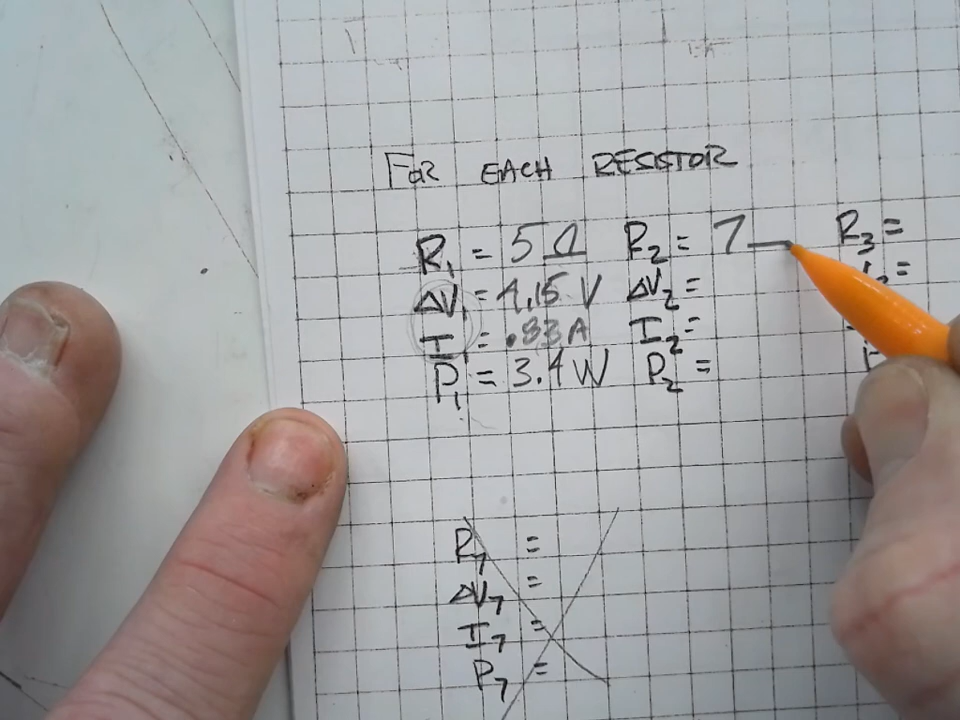 FOR EACH RESISTOR
R1 = 5 Ω R2 = 7 R3 =
ΔV1 = 4.15 V ΔV2 = =
I1 = .83 A I2 =
P1 = 3.4 W P2 =
R7 =
ΔV7 =
I7 =
P7 =